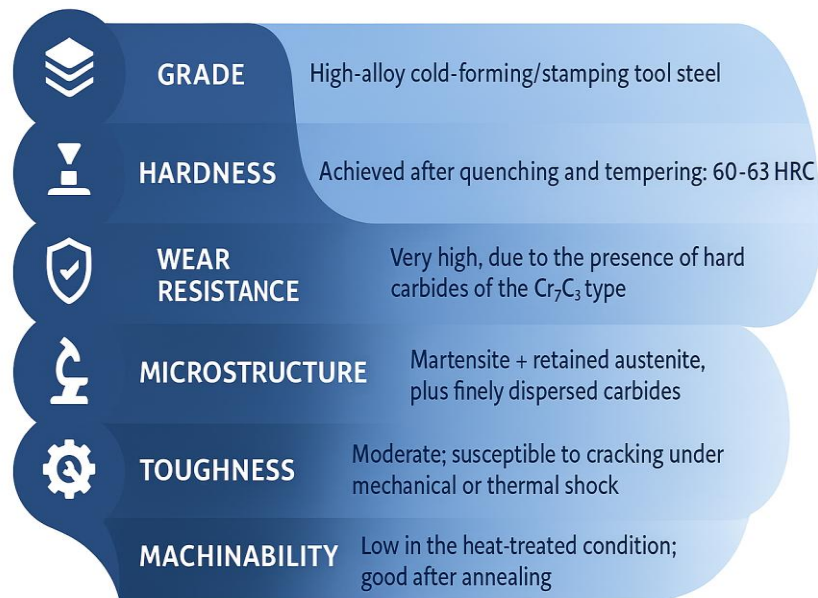 GRADE
High-alloy cold-forming/stamping tool steel
HARDNESS
Achieved after quenching and tempering: 60-63 HRC
WEAR
RESISTANCE
Very high, due to the presence of hard
carbides of the Cr₇C₃ type
MICROSTRUCTURE
Martensite + retained austenite,
plus finely dispersed carbides
TOUGHNESS
Moderate; susceptible to cracking under
mechanical or thermal shock
MACHINABILITY
Low in the heat-treated condition;
good after annealing